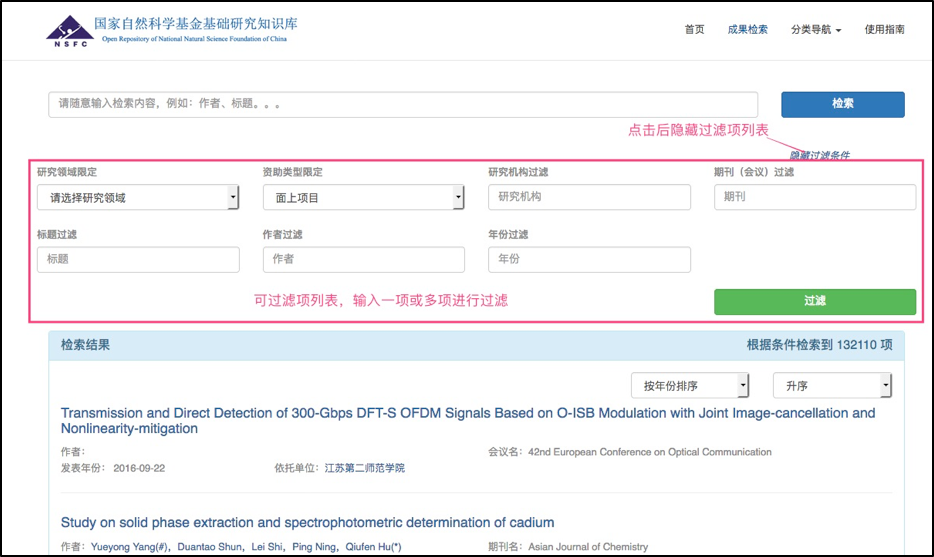 国家自然科学基金基础研究知识库
Open Repository of National Natural Science Foundation of China
NSFC
首页 成果检索 分类导航 使用指南
请随意输入检索内容，例如：作者、标题。。。 检索
点击后隐藏过滤项列表
隐藏过滤条件
研究领域限定 资助类型限定 研究机构过滤 期刊（会议）过滤
请选择研究领域 面上项目 研究机构 期刊
标题过滤 作者过滤 年份过滤
标题 作者 年份
可过滤项列表，输入一项或多项进行过滤 过滤
检索结果 根据条件检索到 132110 项
按年份排序 升序
Transmission and Direct Detection of 300-Gbps DFT-S OFDM Signals Based on O-ISB Modulation with Joint Image-cancellation and
Nonlinearity-mitigation
作者： 会议名：42nd European Conference on Optical Communication
发表年份： 2016-09-22 依托单位：江苏第二师范学院
Study on solid phase extraction and spectrophotometric determination of cadium
作者：Yueyong Yang(#)，Duantao Shun，Lei Shi，Ping Ning，Qiufen Hu(*) 期刊名：Asian Journal of Chemistry